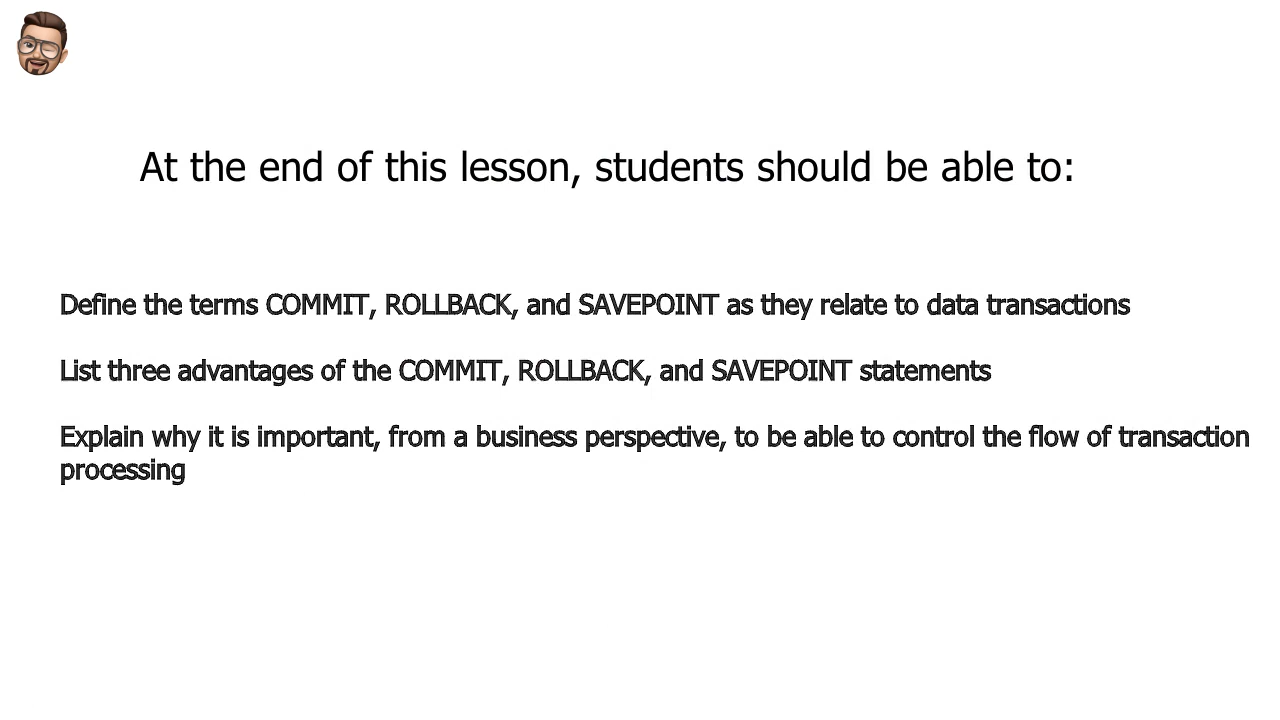 At the end of this lesson, students should be able to:
Define the terms COMMIT, ROLLBACK, and SAVEPOINT as they relate to data transactions
List three advantages of the COMMIT, ROLLBACK, and SAVEPOINT statements
Explain why it is important, from a business perspective, to be able to control the flow of transaction
processing